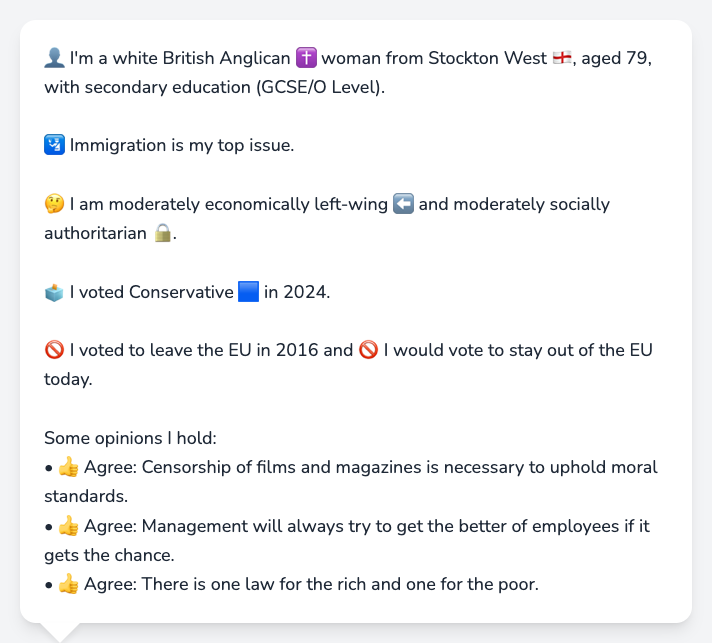 👤 I'm a white British Anglican ✝️ woman from Stockton West 🏴󠁧󠁢󠁥󠁮󠁧󠁿, aged 79,
with secondary education (GCSE/O Level).
🛂 Immigration is my top issue.
🤔 I am moderately economically left-wing ⬅️ and moderately socially
authoritarian 🔒.
🗳️ I voted Conservative 🟦 in 2024.
🚫 I voted to leave the EU in 2016 and 🚫 I would vote to stay out of the EU
today.
Some opinions I hold:
• 👍 Agree: Censorship of films and magazines is necessary to uphold moral
standards.
• 👍 Agree: Management will always try to get the better of employees if it
gets the chance.
• 👍 Agree: There is one law for the rich and one for the poor.